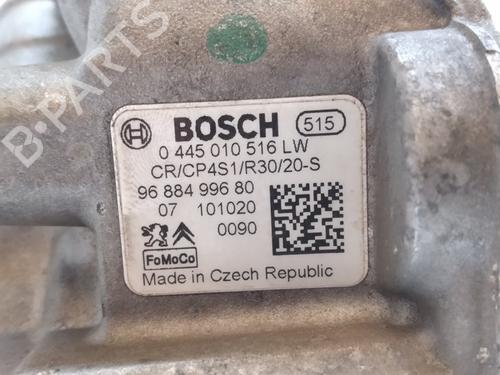 BOSCH 515
0 445 010 516 LW
CR/CP4S1/R30/20-S
96 884 996 80
07 101020
0090
FoMoCo
Made in Czech Republic
B-PARTS